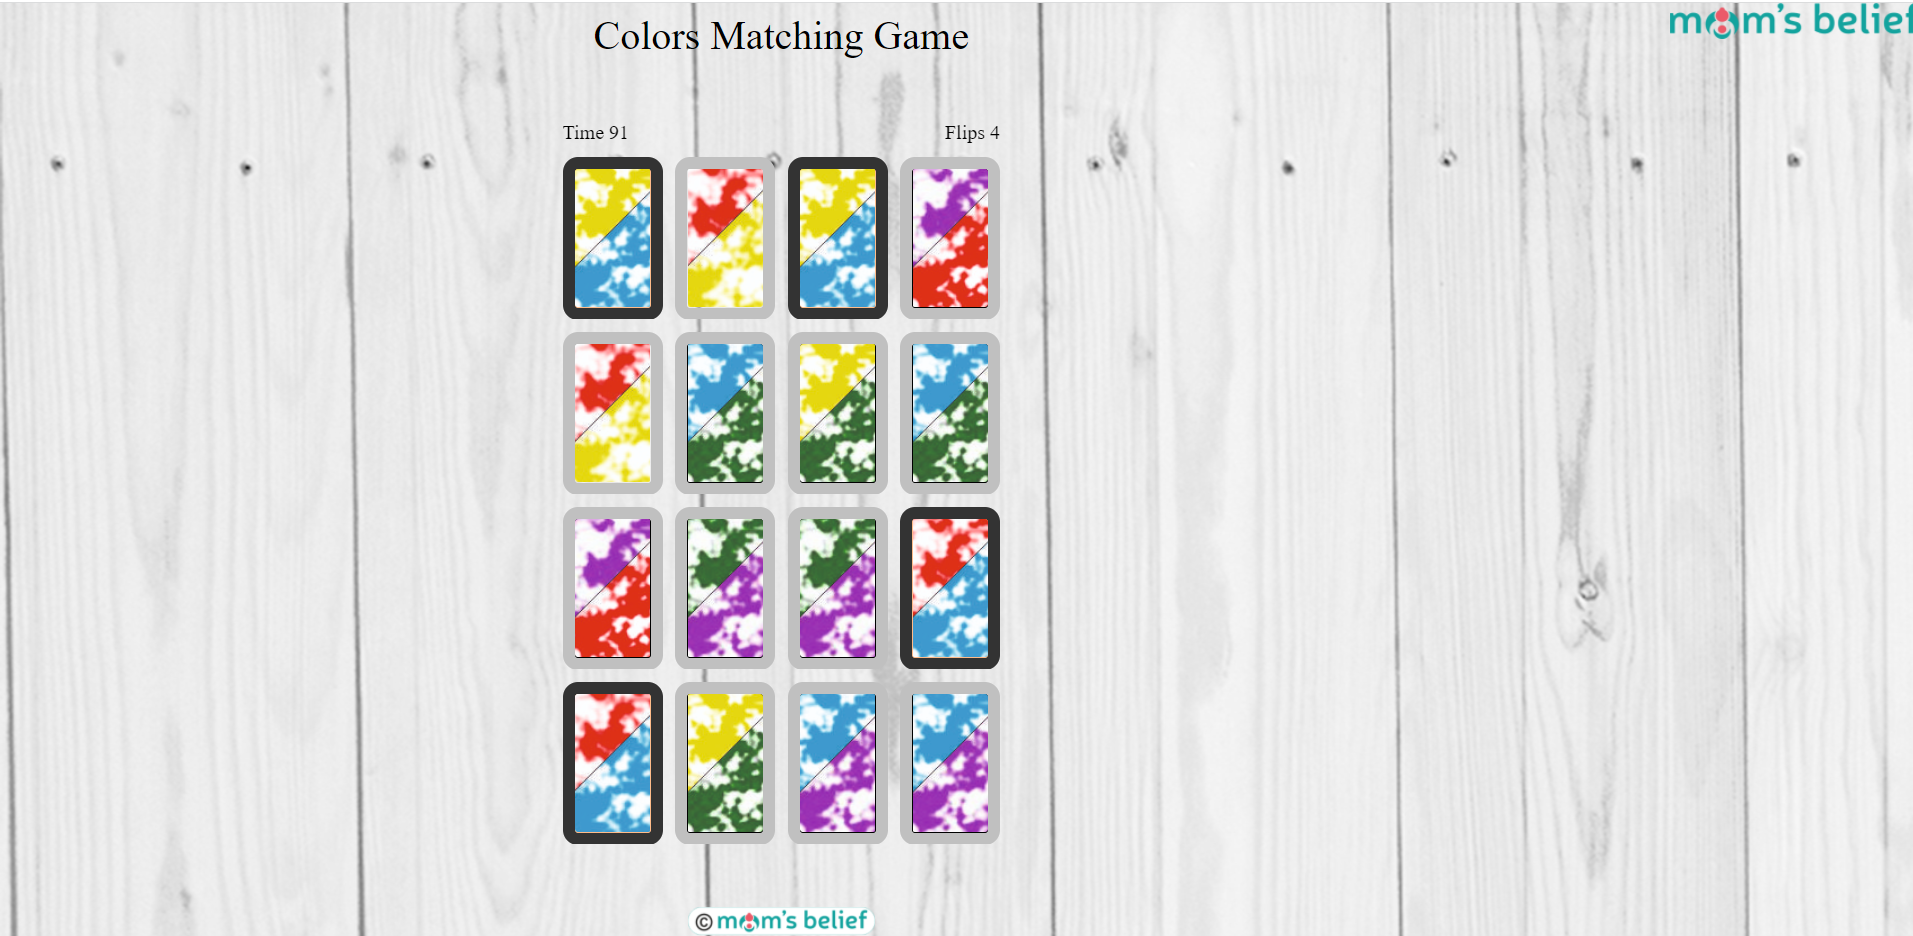 mom's belief
Colors Matching Game
Time 91
Flips 4
© mom's belief